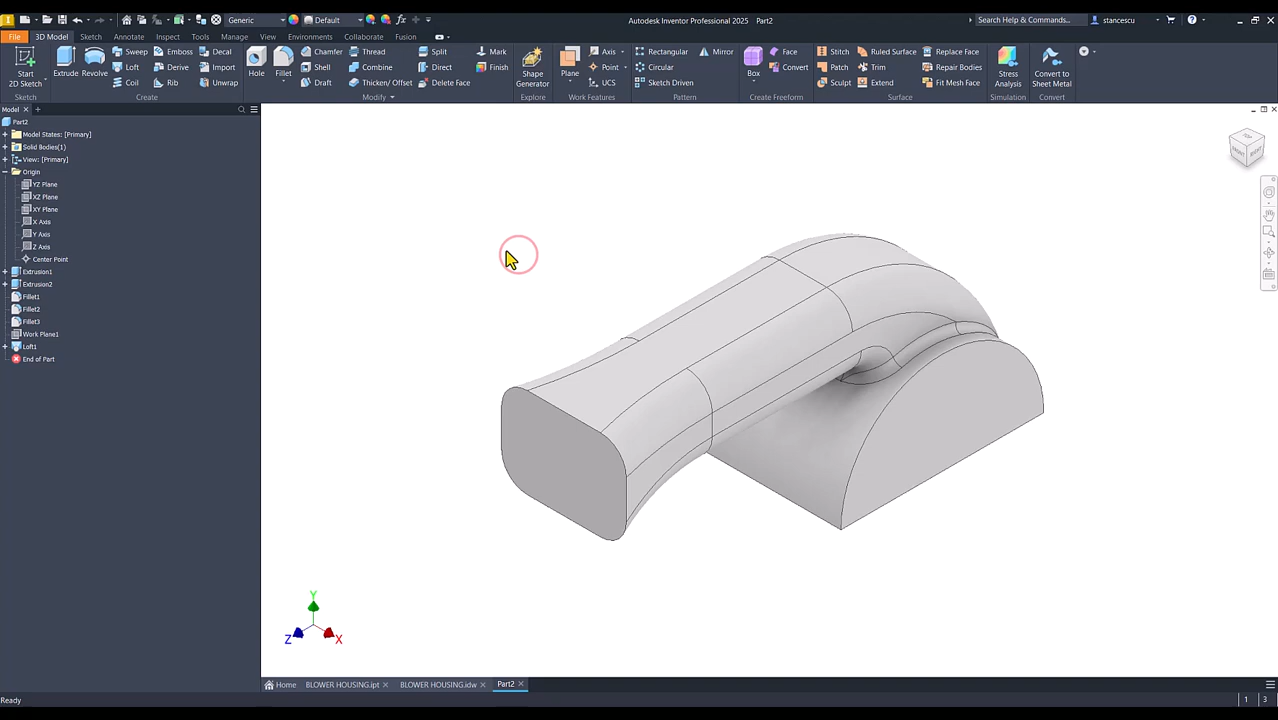 Generic
Default
Autodesk Inventor Professional 2025 Part2
Search Help & Commands...
stancescu
File
3D Model
Sketch
Annotate
Inspect
Tools
Manage
View
Environments
Collaborate
Fusion
Start
2D Sketch
Sketch
Extrude
Revolve
Sweep
Emboss
Decal
Loft
Derive
Import
Coil
Rib
Unwrap
Create
Hole
Fillet
Chamfer
Thread
Split
Mark
Shell
Combine
Direct
Finish
Draft
Thicken/ Offset
Delete Face
Modify
Shape
Generator
Explore
Plane
Axis
Point
UCS
Work Features
Rectangular
Mirror
Circular
Sketch Driven
Pattern
Box
Face
Convert
Create Freeform
Stitch
Ruled Surface
Replace Face
Patch
Trim
Repair Bodies
Sculpt
Extend
Fit Mesh Face
Surface
Stress
Analysis
Simulation
Convert to
Sheet Metal
Convert
Model
Part2
Model States: [Primary]
Solid Bodies(1)
View: [Primary]
Origin
YZ Plane
XZ Plane
XY Plane
X Axis
Y Axis
Z Axis
Center Point
Extrusion1
Extrusion2
Fillet1
Fillet2
Fillet3
Work Plane1
Loft1
End of Part
TOP
FRONT
RIGHT
Y
Z
X
Home
BLOWER HOUSING.ipt
BLOWER HOUSING.idw
Part2
Ready
1
3